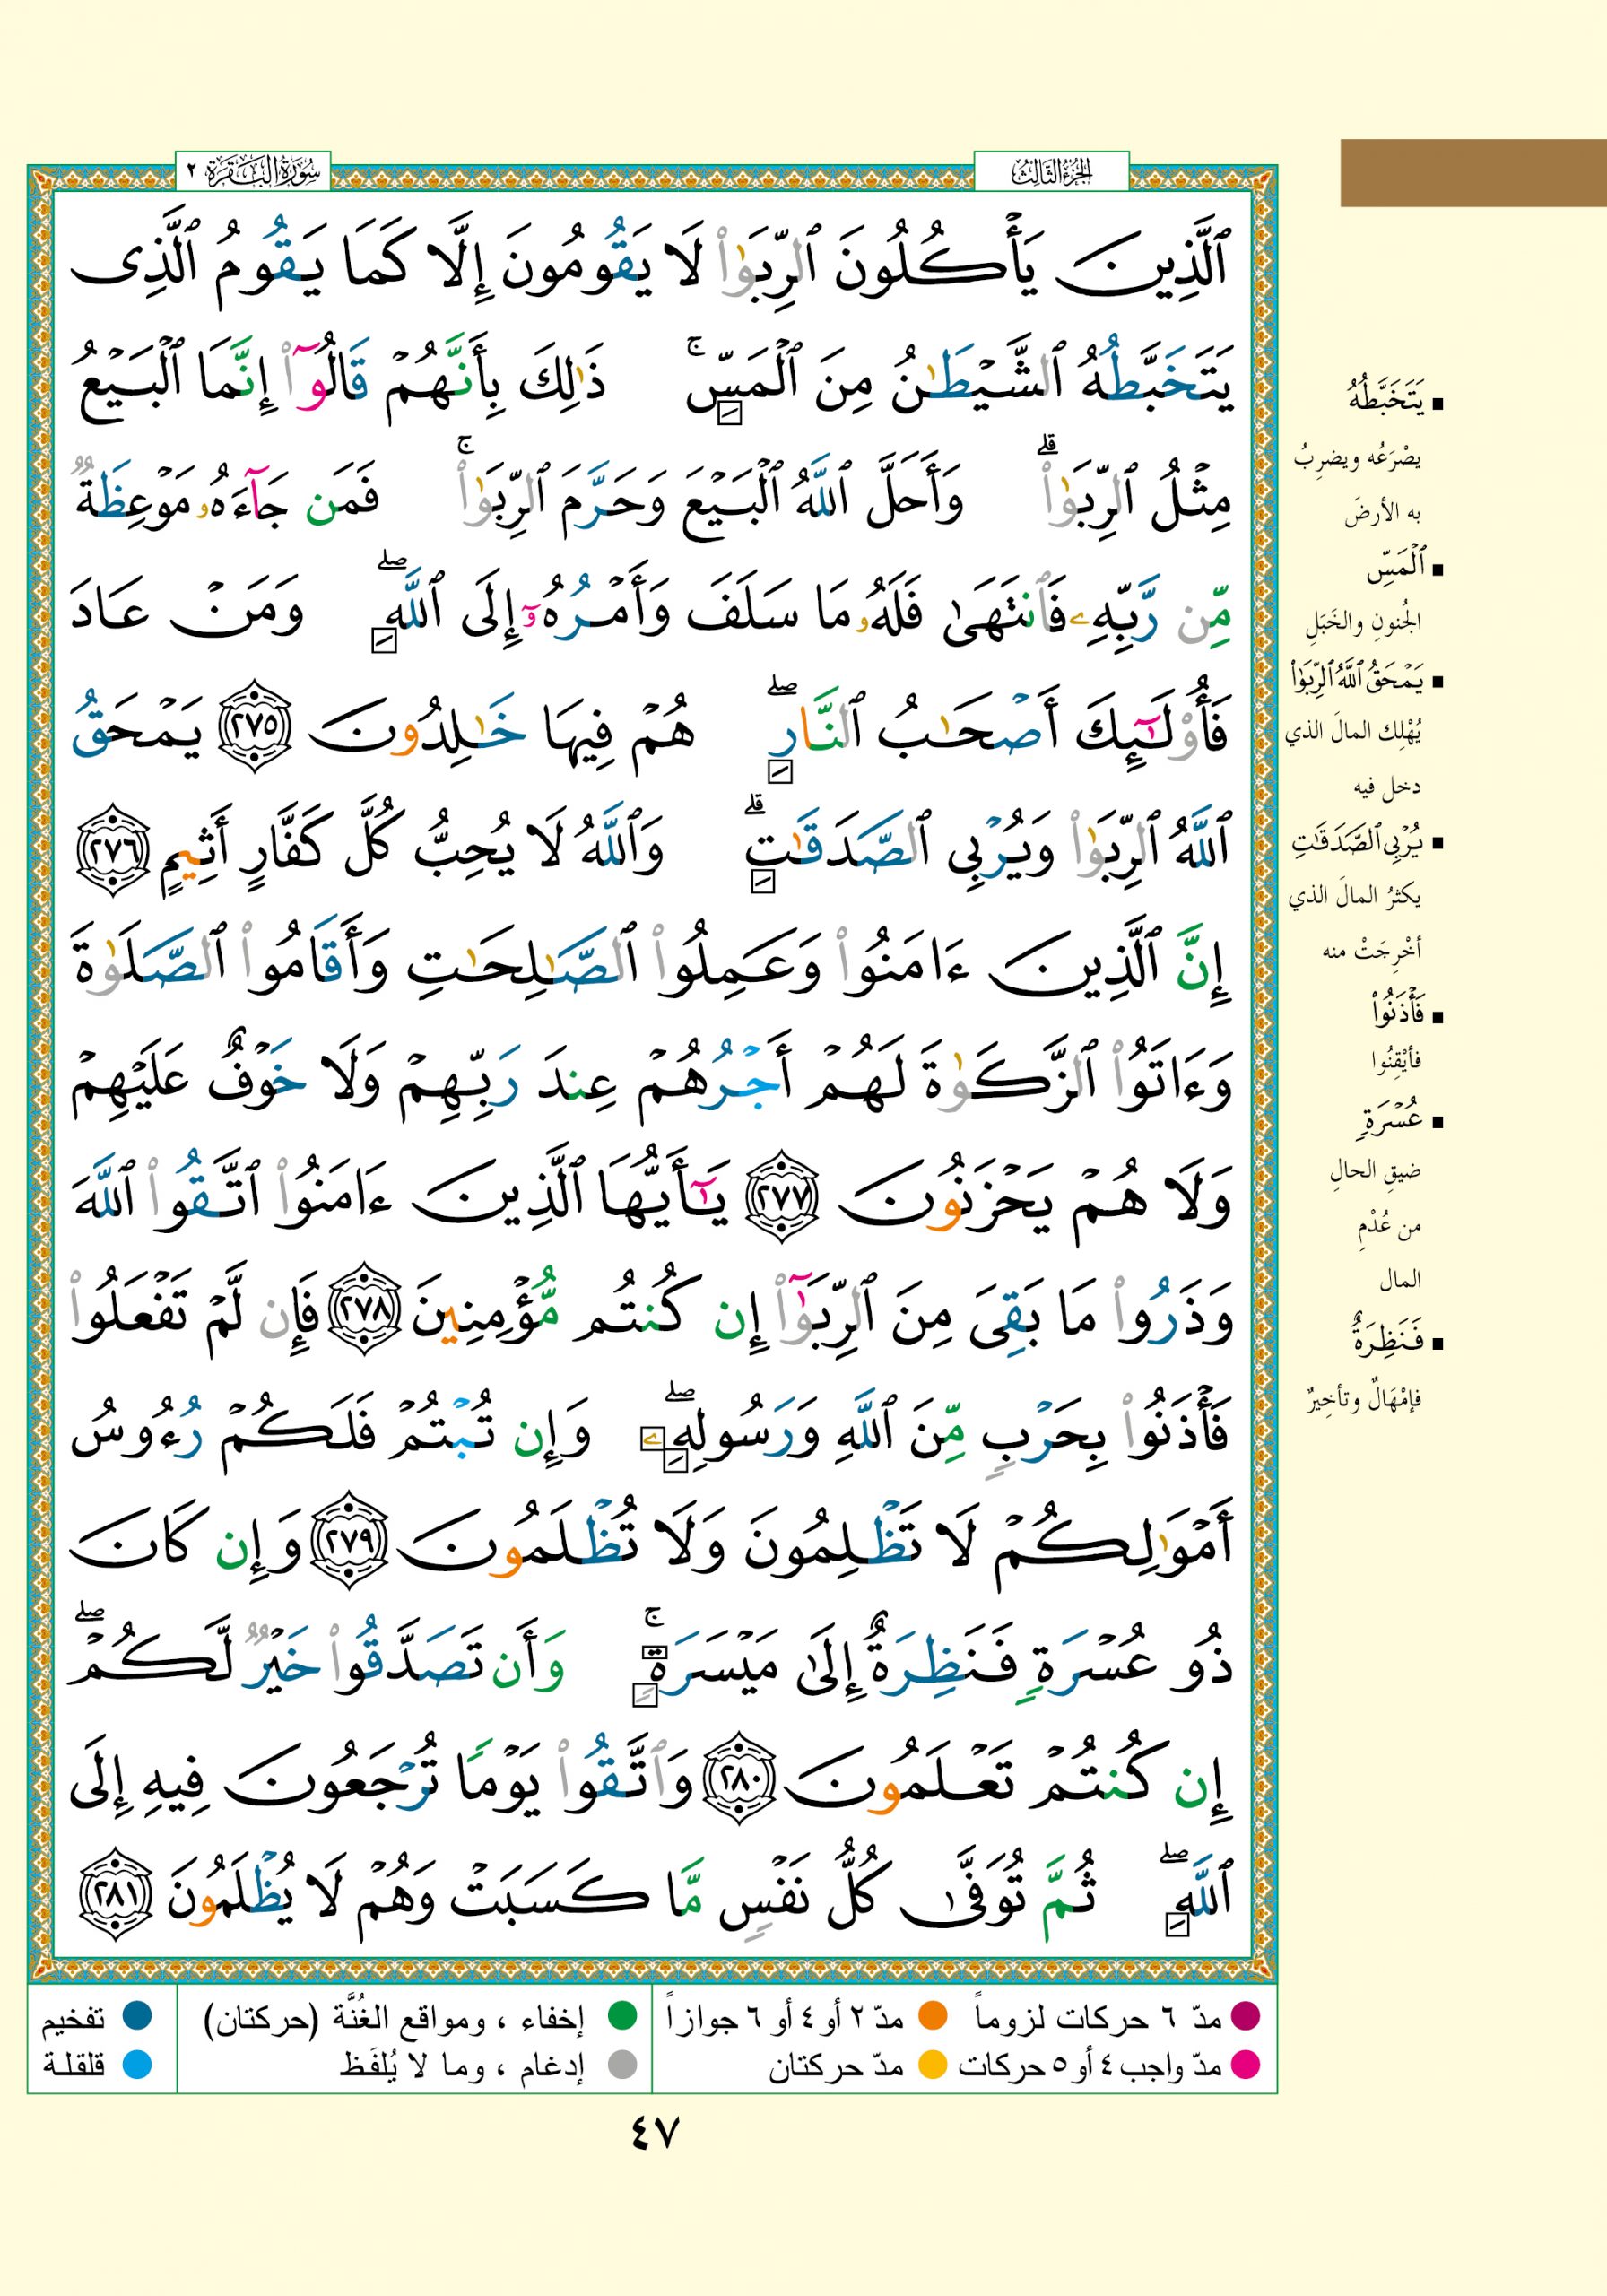 الجزء الثالث
سورة البقرة ٢
ٱلَّذِينَ يَأۡكُلُونَ ٱلرِّبَوٰاْ لَا يَقُومُونَ إِلَّا كَمَا يَقُومُ ٱلَّذِى
يَتَخَبَّطُهُ ٱلشَّيۡطَٰنُ مِنَ ٱلۡمَسِّۚ ذَٰلِكَ بِأَنَّهُمۡ قَالُوٓاْ إِنَّمَا ٱلۡبَيۡعُ
مِثۡلُ ٱلرِّبَوٰاْۗ وَأَحَلَّ ٱللَّهُ ٱلۡبَيۡعَ وَحَرَّمَ ٱلرِّبَوٰاْۚ فَمَن جَآءَهُۥ مَوۡعِظَةٌ
مِّن رَّبِّهِۦ فَٱنتَهَىٰ فَلَهُۥ مَا سَلَفَ وَأَمۡرُهُۥٓ إِلَى ٱللَّهِۖ وَمَنۡ عَادَ
فَأُوْلَٰٓئِكَ أَصۡحَٰبُ ٱلنَّارِۖ هُمۡ فِيهَا خَٰلِدُونَ ٢٧٥ يَمۡحَقُ
ٱللَّهُ ٱلرِّبَوٰاْ وَيُرۡبِى ٱلصَّدَقَٰتِۗ وَٱللَّهُ لَا يُحِبُّ كُلَّ كَفَّارٍ أَثِيمٍ ٢٧٦
إِنَّ ٱلَّذِينَ ءَامَنُواْ وَعَمِلُواْ ٱلصَّٰلِحَٰتِ وَأَقَامُواْ ٱلصَّلَوٰةَ
وَءَاتَوُاْ ٱلزَّكَوٰةَ لَهُمۡ أَجۡرُهُمۡ عِندَ رَبِّهِمۡ وَلَا خَوۡفٌ عَلَيۡهِمۡ
وَلَا هُمۡ يَحۡزَنُونَ ٢٧٧ يَٰٓأَيُّهَا ٱلَّذِينَ ءَامَنُواْ ٱتَّقُواْ ٱللَّهَ
وَذَرُواْ مَا بَقِىَ مِنَ ٱلرِّبَوٰٓاْ إِن كُنتُم مُّؤۡمِنِينَ ٢٧٨ فَإِن لَّمۡ تَفۡعَلُواْ
فَأۡذَنُواْ بِحَرۡبٍ مِّنَ ٱللَّهِ وَرَسُولِهِۦۖ وَإِن تُبۡتُمۡ فَلَكُمۡ رُءُوسُ
أَمۡوَٰلِكُمۡ لَا تَظۡلِمُونَ وَلَا تُظۡلَمُونَ ٢٧٩ وَإِن كَانَ
ذُو عُسۡرَةٍ فَنَظِرَةٌ إِلَىٰ مَيۡسَرَةٍۚ وَأَن تَصَدَّقُواْ خَيۡرٌ لَّكُمۡۖ
إِن كُنتُمۡ تَعۡلَمُونَ ٢٨٠ وَٱتَّقُواْ يَوۡمًا تُرۡجَعُونَ فِيهِ إِلَى
ٱللَّهِۖ ثُمَّ تُوَفَّىٰ كُلُّ نَفۡسٍ مَّا كَسَبَتۡ وَهُمۡ لَا يُظۡلَمُونَ ٢٨١
▪ يَتَخَبَّطُهُ
يصْرَعُه ويضرِبُ
به الأرضَ
▪ ٱلۡمَسِّ
الجُنونِ والخَبَلِ
▪ يَمۡحَقُ ٱللَّهُ ٱلرِّبَوٰاْ
يُهْلِك المالَ الذي
دخل فيه
▪ يُرۡبِى ٱلصَّدَقَٰتِ
يكثرُ المالَ الذي
أخْرِجَتْ منه
▪ فَأۡذَنُواْ
فأيْقِنُوا
▪ عُسۡرَةٍ
ضيقِ الحالِ
من عُدْمِ
المال
▪ فَنَظِرَةٌ
فإمْهَالٌ وتأخِيرٌ
مدّ ٦ حركات لزوماً ● مدّ ٢ أو ٤ أو ٦ جوازاً ● إخفاء ، ومواقع الغُنَّة (حركتان) ● تفخيم
مدّ واجب ٤ أو ٥ حركات ● مدّ حركتان ● إدغام ، وما لا يُلفَظ ● قلقلة
٤٧